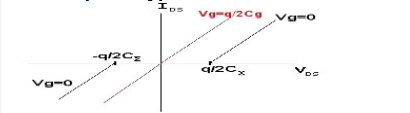 I_DS
Vg=q/2Cg
Vg=0
-q/2C_Σ
q/2C_Σ
V_DS
Vg=0